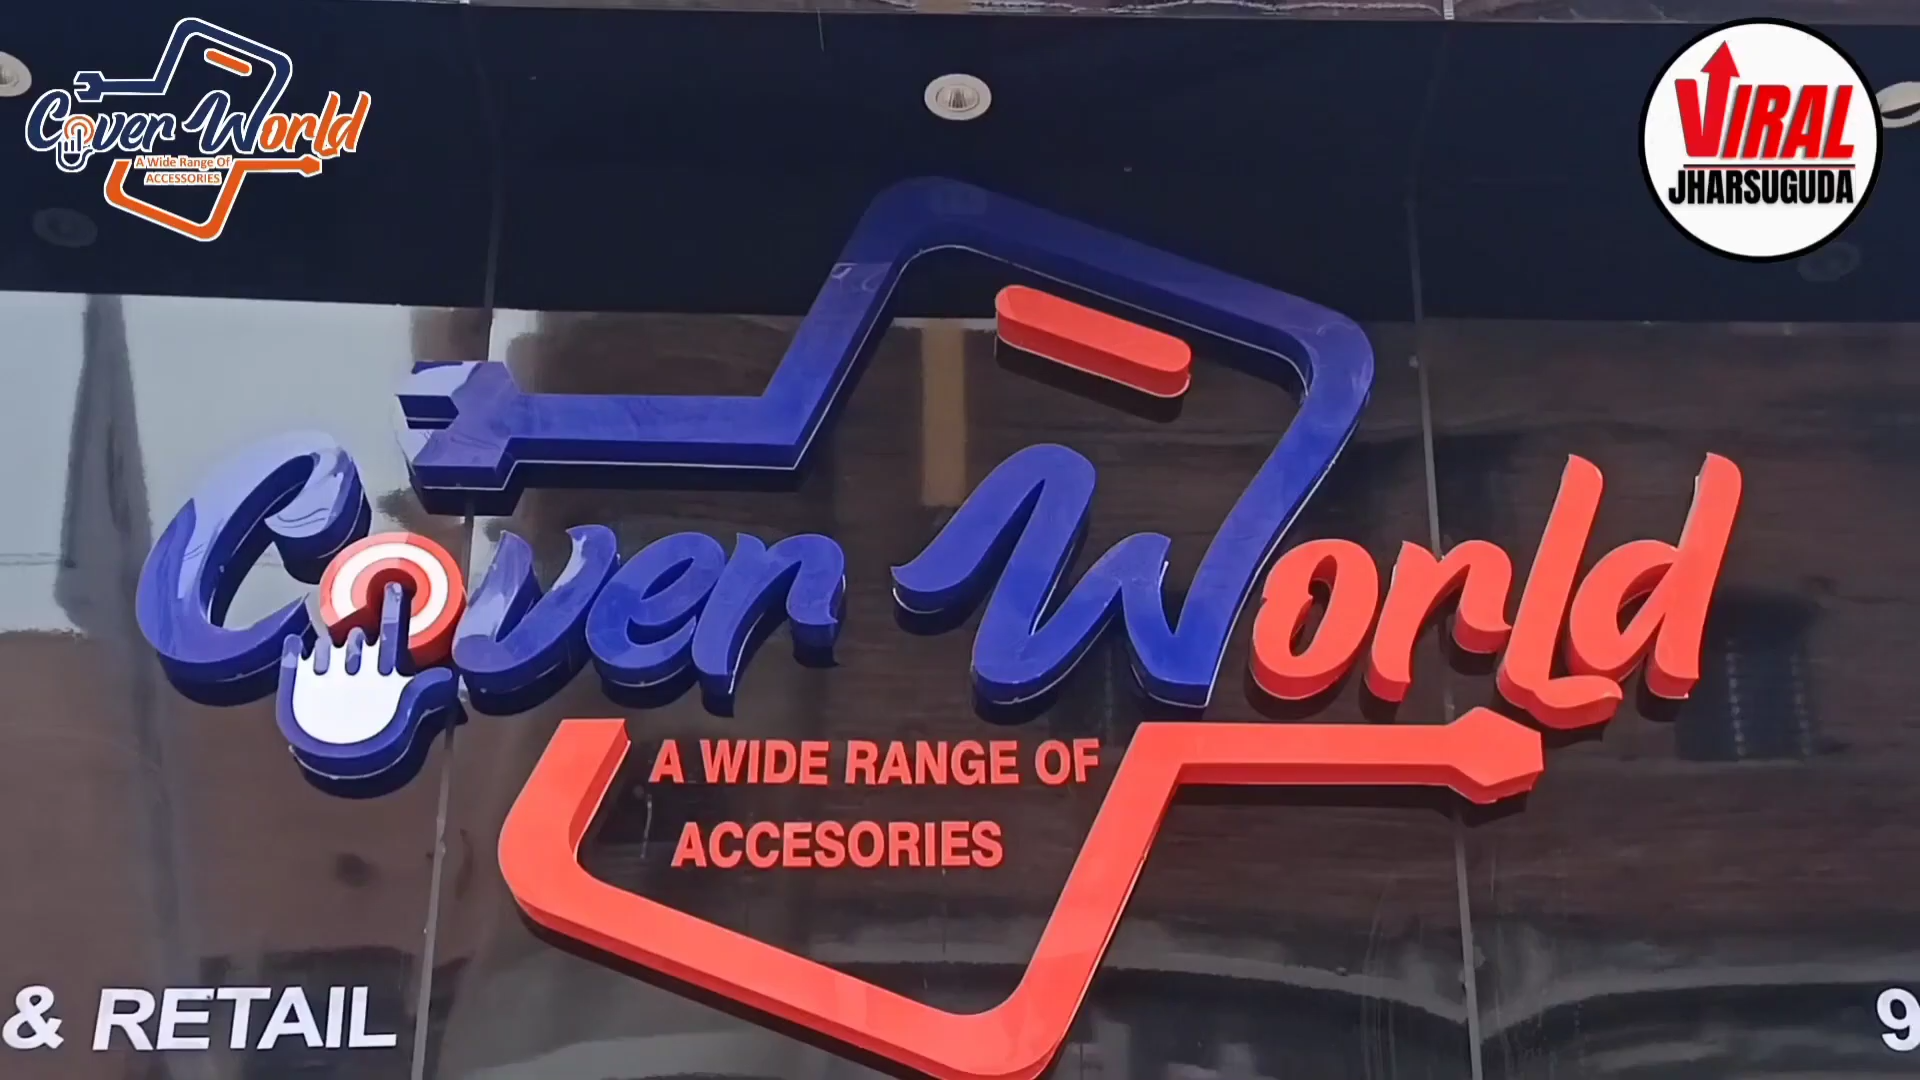 Cover World
A Wide Range Of
ACCESSORIES
VIRAL
JHARSUGUDA
Cover World
A WIDE RANGE OF
ACCESORIES
& RETAIL
9